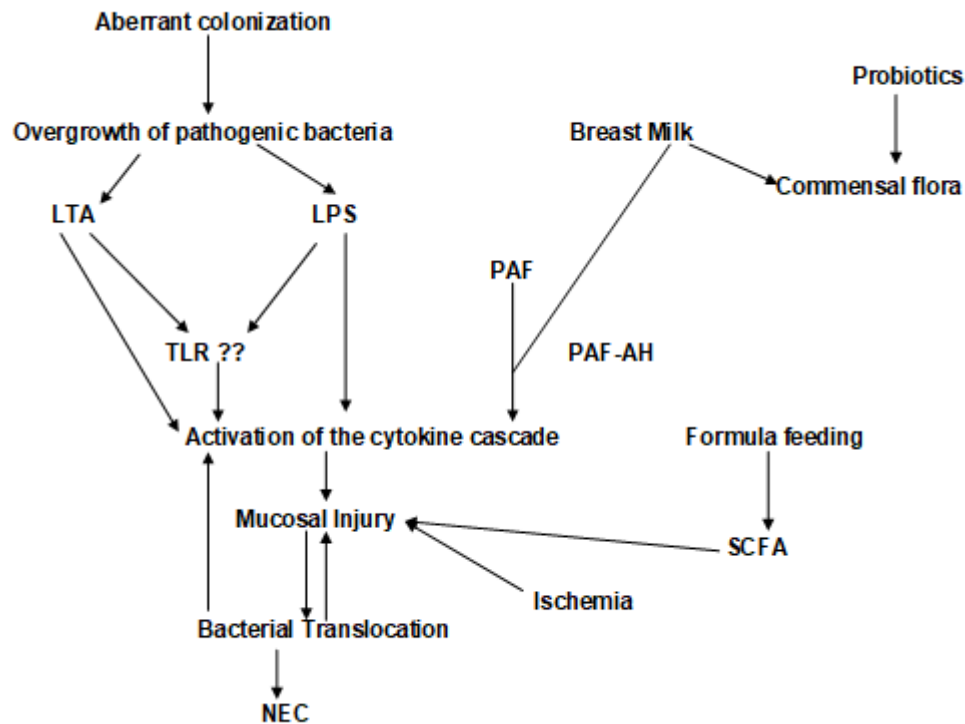 Aberrant colonization
Probiotics
Overgrowth of pathogenic bacteria
Breast Milk
Commensal flora
LTA
LPS
PAF
TLR ??
PAF-AH
Activation of the cytokine cascade
Formula feeding
Mucosal Injury
SCFA
Ischemia
Bacterial Translocation
NEC